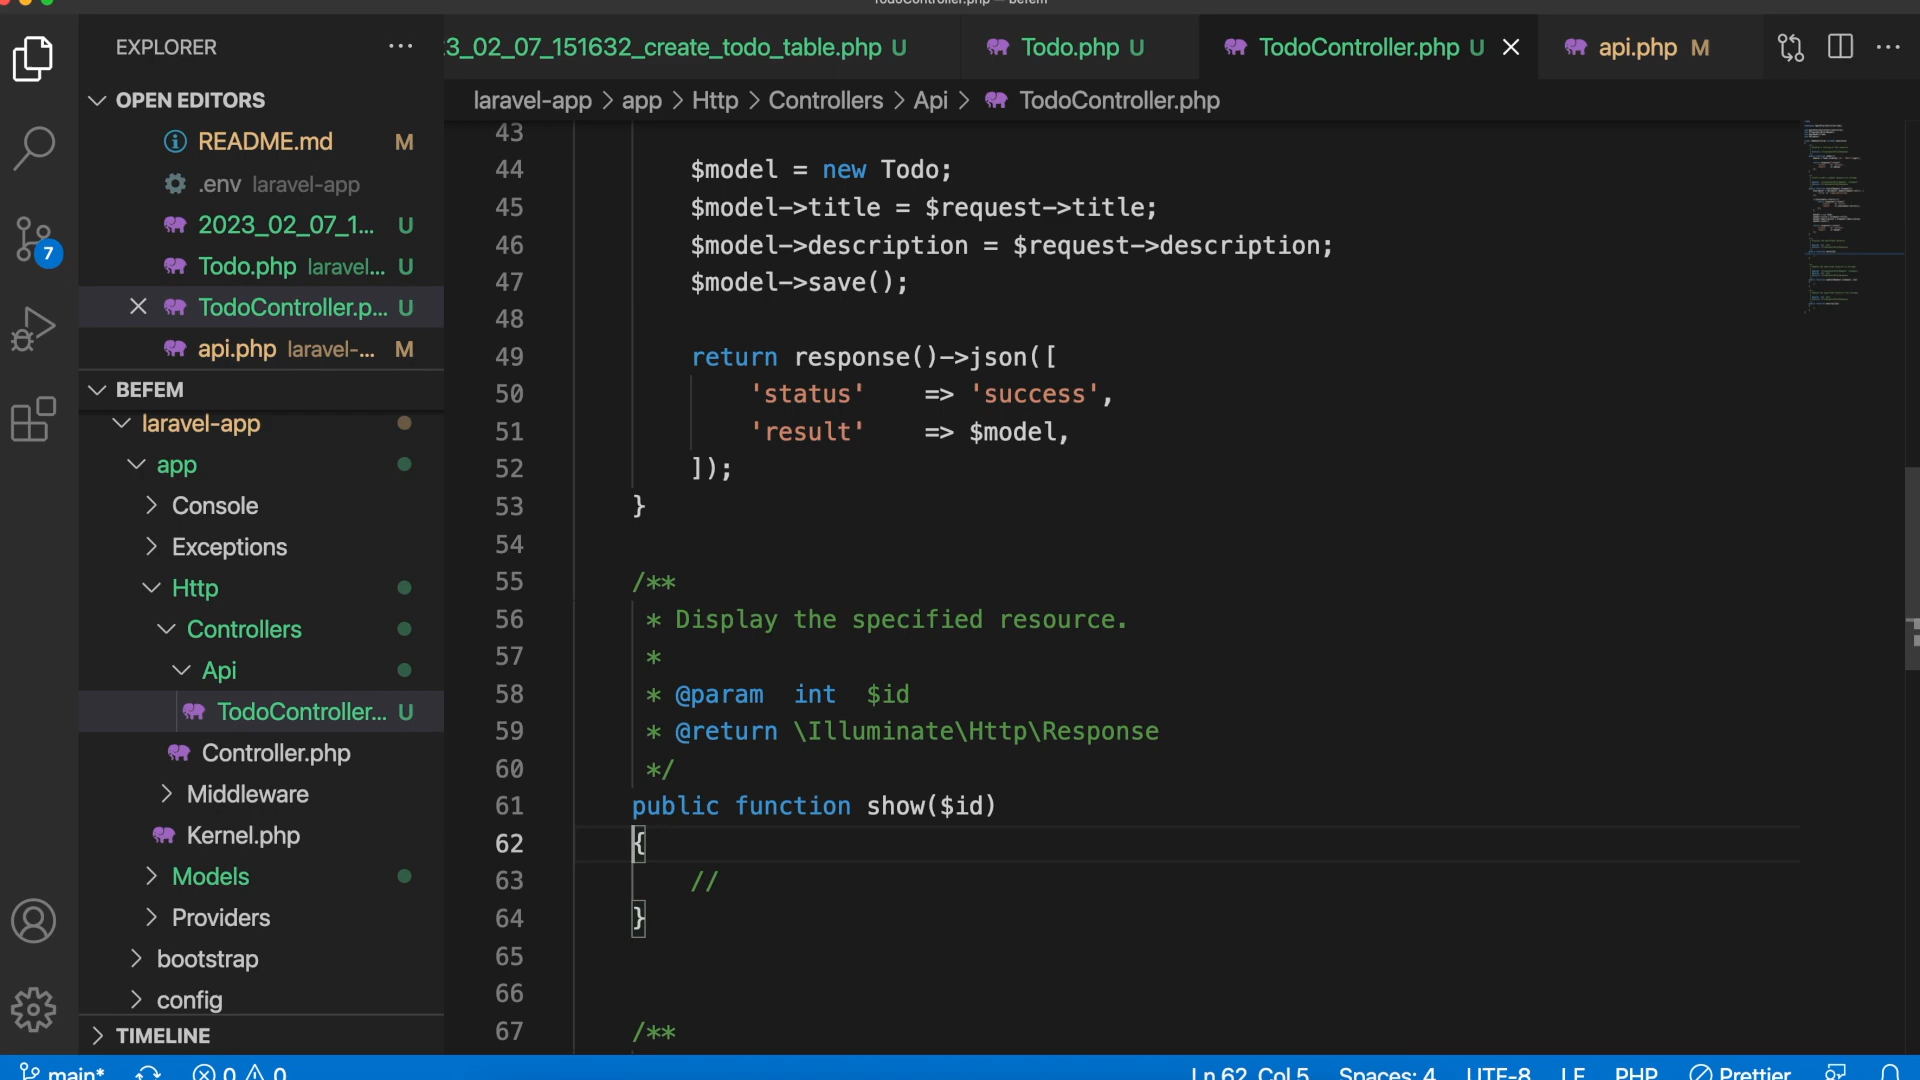 TodoController.php — befem
EXPLORER
3_02_07_151632_create_todo_table.php U
Todo.php U
TodoController.php U
api.php M
OPEN EDITORS
laravel-app > app > Http > Controllers > Api > TodoController.php
README.md M
.env laravel-app
2023_02_07_1... U
Todo.php laravel... U
TodoController.p... U
api.php laravel-... M
7
BEFEM
laravel-app
app
Console
Exceptions
Http
Controllers
Api
TodoController... U
Controller.php
Middleware
Kernel.php
Models
Providers
bootstrap
config
TIMELINE
43
44 $model = new Todo;
45 $model->title = $request->title;
46 $model->description = $request->description;
47 $model->save();
48
49 return response()->json([
50 'status' => 'success',
51 'result' => $model,
52 ]);
53 }
54
55 /**
56 * Display the specified resource.
57 *
58 * @param int $id
59 * @return \Illuminate\Http\Response
60 */
61 public function show($id)
62 {
63 //
64 }
65
66
67 /**
main* 0 0 Ln 62, Col 5 Spaces: 4 UTF-8 LF PHP Prettier